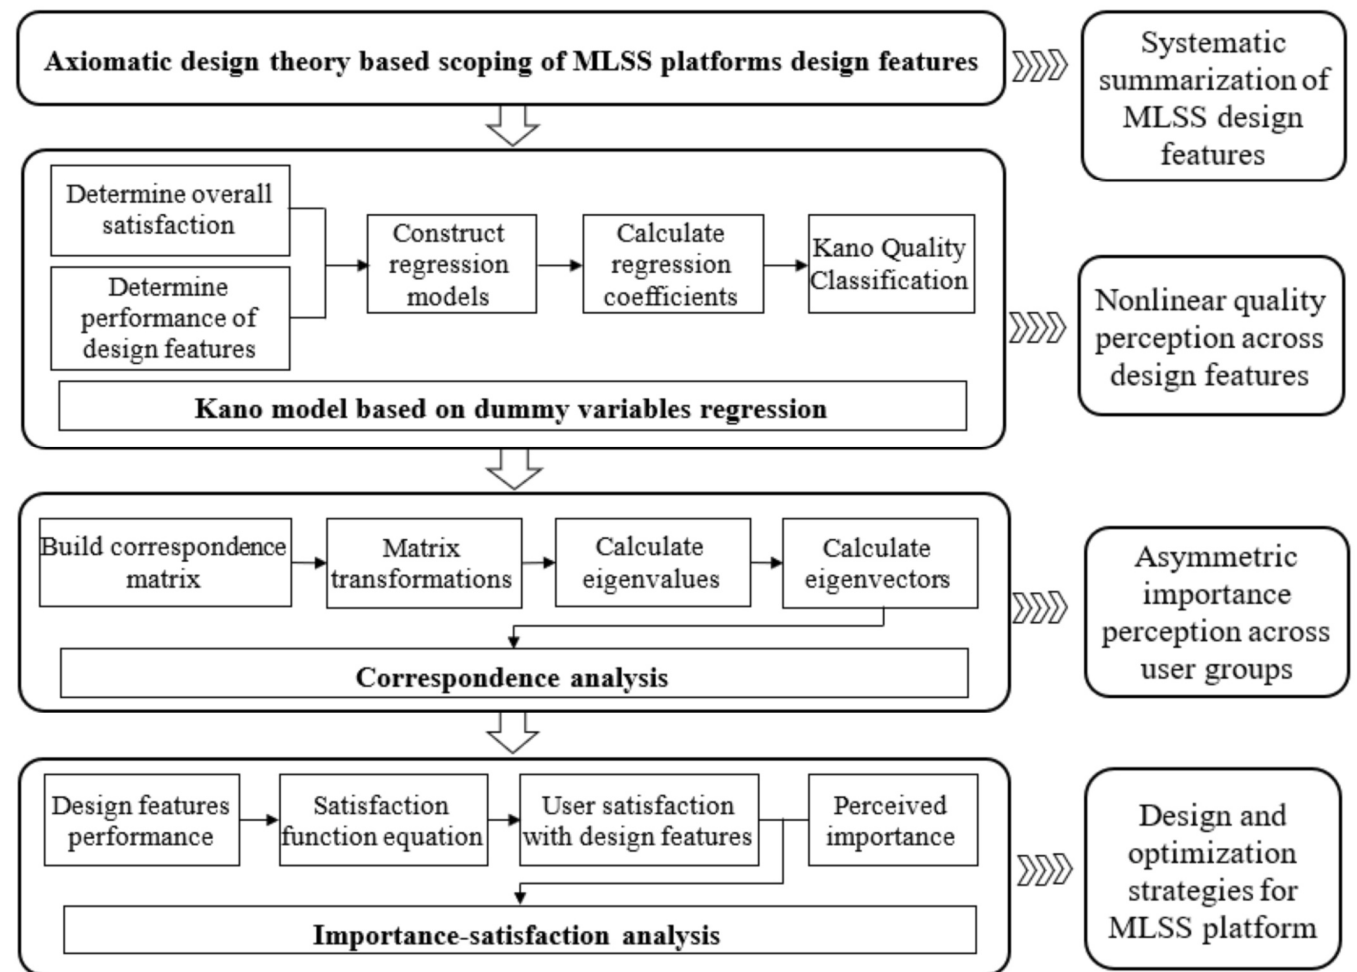 Axiomatic design theory based scoping of MLSS platforms design features
Systematic
summarization of
MLSS design
features
Determine overall
satisfaction
Determine
performance of
design features
Construct
regression
models
Calculate
regression
coefficients
Kano Quality
Classification
Kano model based on dummy variables regression
Nonlinear quality
perception across
design features
Build correspondence
matrix
Matrix
transformations
Calculate
eigenvalues
Calculate
eigenvectors
Correspondence analysis
Asymmetric
importance
perception across
user groups
Design features
performance
Satisfaction
function equation
User satisfaction
with design features
Perceived
importance
Importance-satisfaction analysis
Design and
optimization
strategies for
MLSS platform